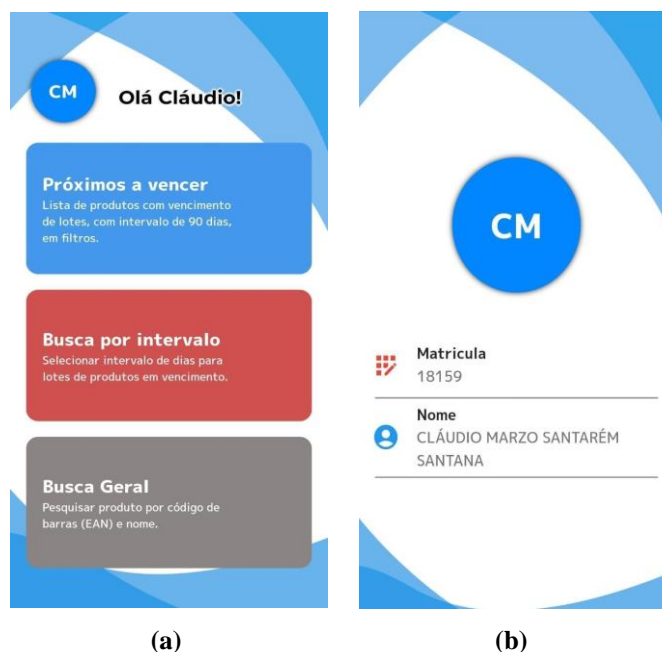 CM
Olá Cláudio!
Próximos a vencer
Lista de produtos com vencimento
de lotes, com intervalo de 90 dias,
em filtros.
Busca por intervalo
Selecionar intervalo de dias para
lotes de produtos em vencimento.
Busca Geral
Pesquisar produto por código de
barras (EAN) e nome.
(a)
CM
Matricula
18159
Nome
CLÁUDIO MARZO SANTARÉM
SANTANA
(b)